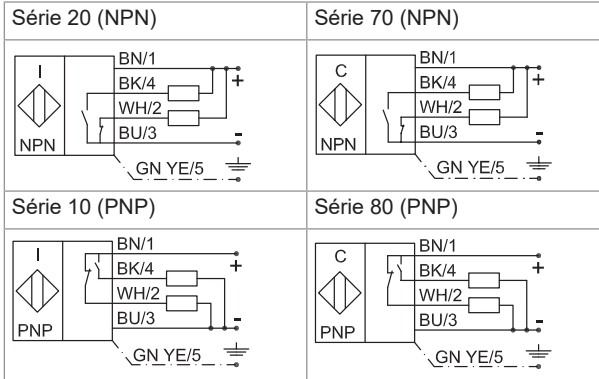 Série 20 (NPN)
I
NPN
BN/1
BK/4
WH/2
BU/3
+
-
GN YE/5
Série 70 (NPN)
C
NPN
BN/1
BK/4
WH/2
BU/3
+
-
GN YE/5
Série 10 (PNP)
I
PNP
BN/1
BK/4
WH/2
BU/3
+
-
GN YE/5
Série 80 (PNP)
C
PNP
BN/1
BK/4
WH/2
BU/3
+
-
GN YE/5